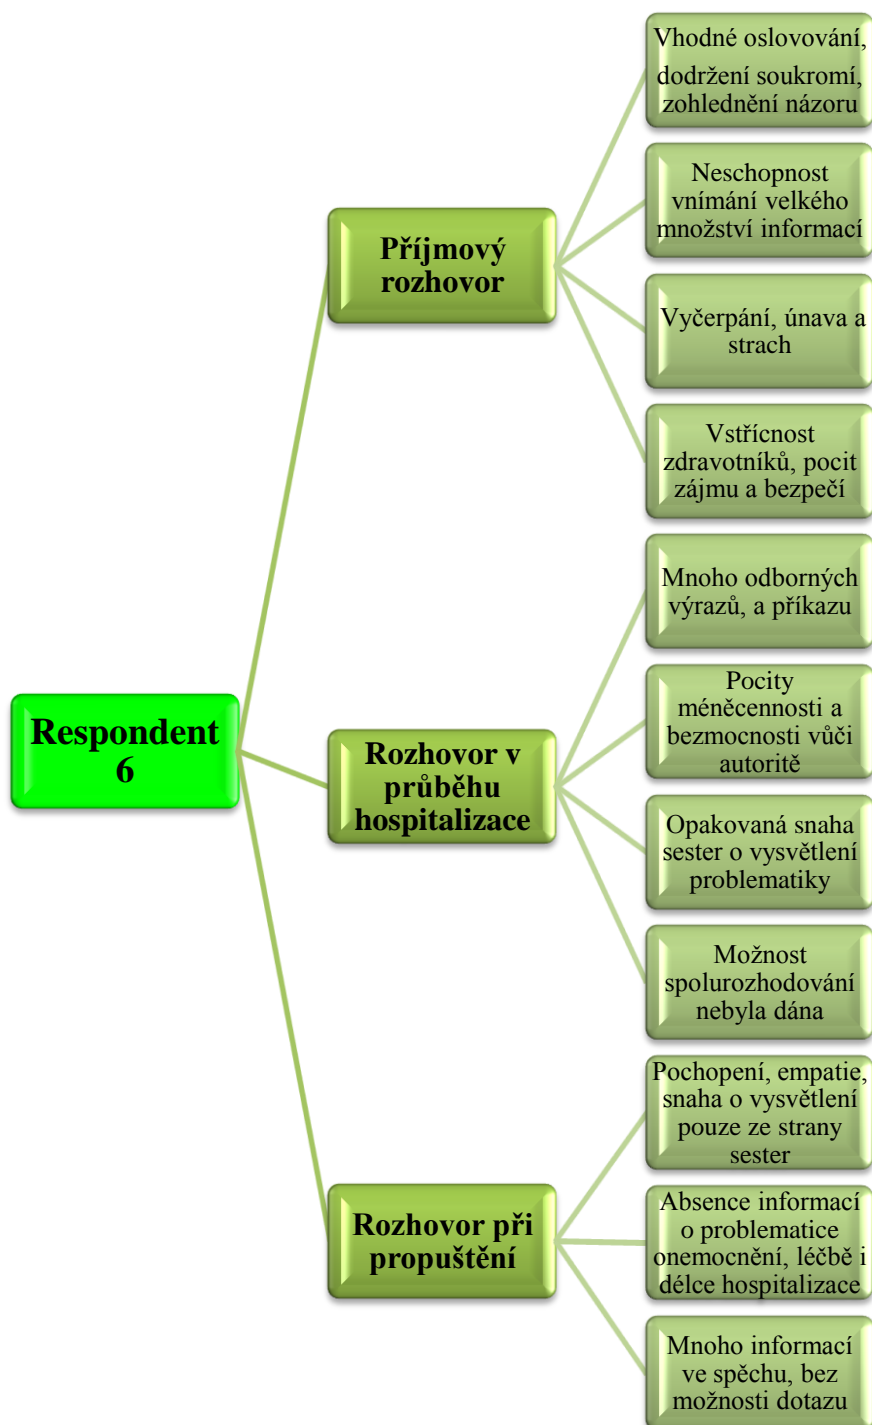 Respondent
6
Příjmový
rozhovor
Vhodné oslovování,
dodržení soukromí,
zohlednění názoru
Neschopnost
vnímání velkého
množství informací
Vyčerpání, únava a
strach
Vstřícnost
zdravotníků, pocit
zájmu a bezpečí
Rozhovor v
průběhu
hospitalizace
Mnoho odborných
výrazů, a příkazu
Pocity
méněcennosti a
bezmocnosti vůči
autoritě
Opakovaná snaha
sester o vysvětlení
problematiky
Možnost
spolurozhodování
nebyla dána
Rozhovor při
propuštění
Pochopení, empatie,
snaha o vysvětlení
pouze ze strany
sester
Absence informací
o problematice
onemocnění, léčbě i
délce hospitalizace
Mnoho informací
ve spěchu, bez
možnosti dotazu